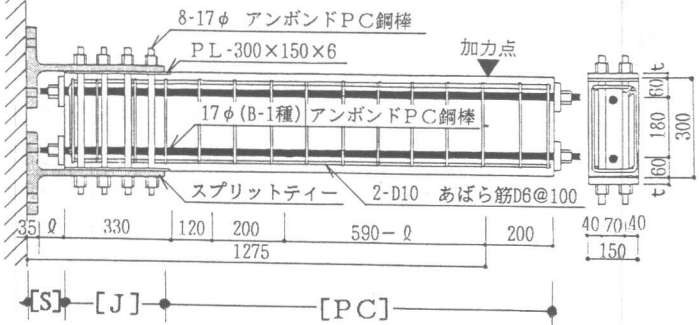 8-17φ アンボンドPC鋼棒
PL-300×150×6
加力点
17φ(B-1種)アンボンドPC鋼棒
スプリットティー
2-D10 あばら筋D6@100
35 ℓ 330 120 200 590-ℓ 200
1275
[S] [J] [PC]
t
60
180
300
60
t
40 70 40
150